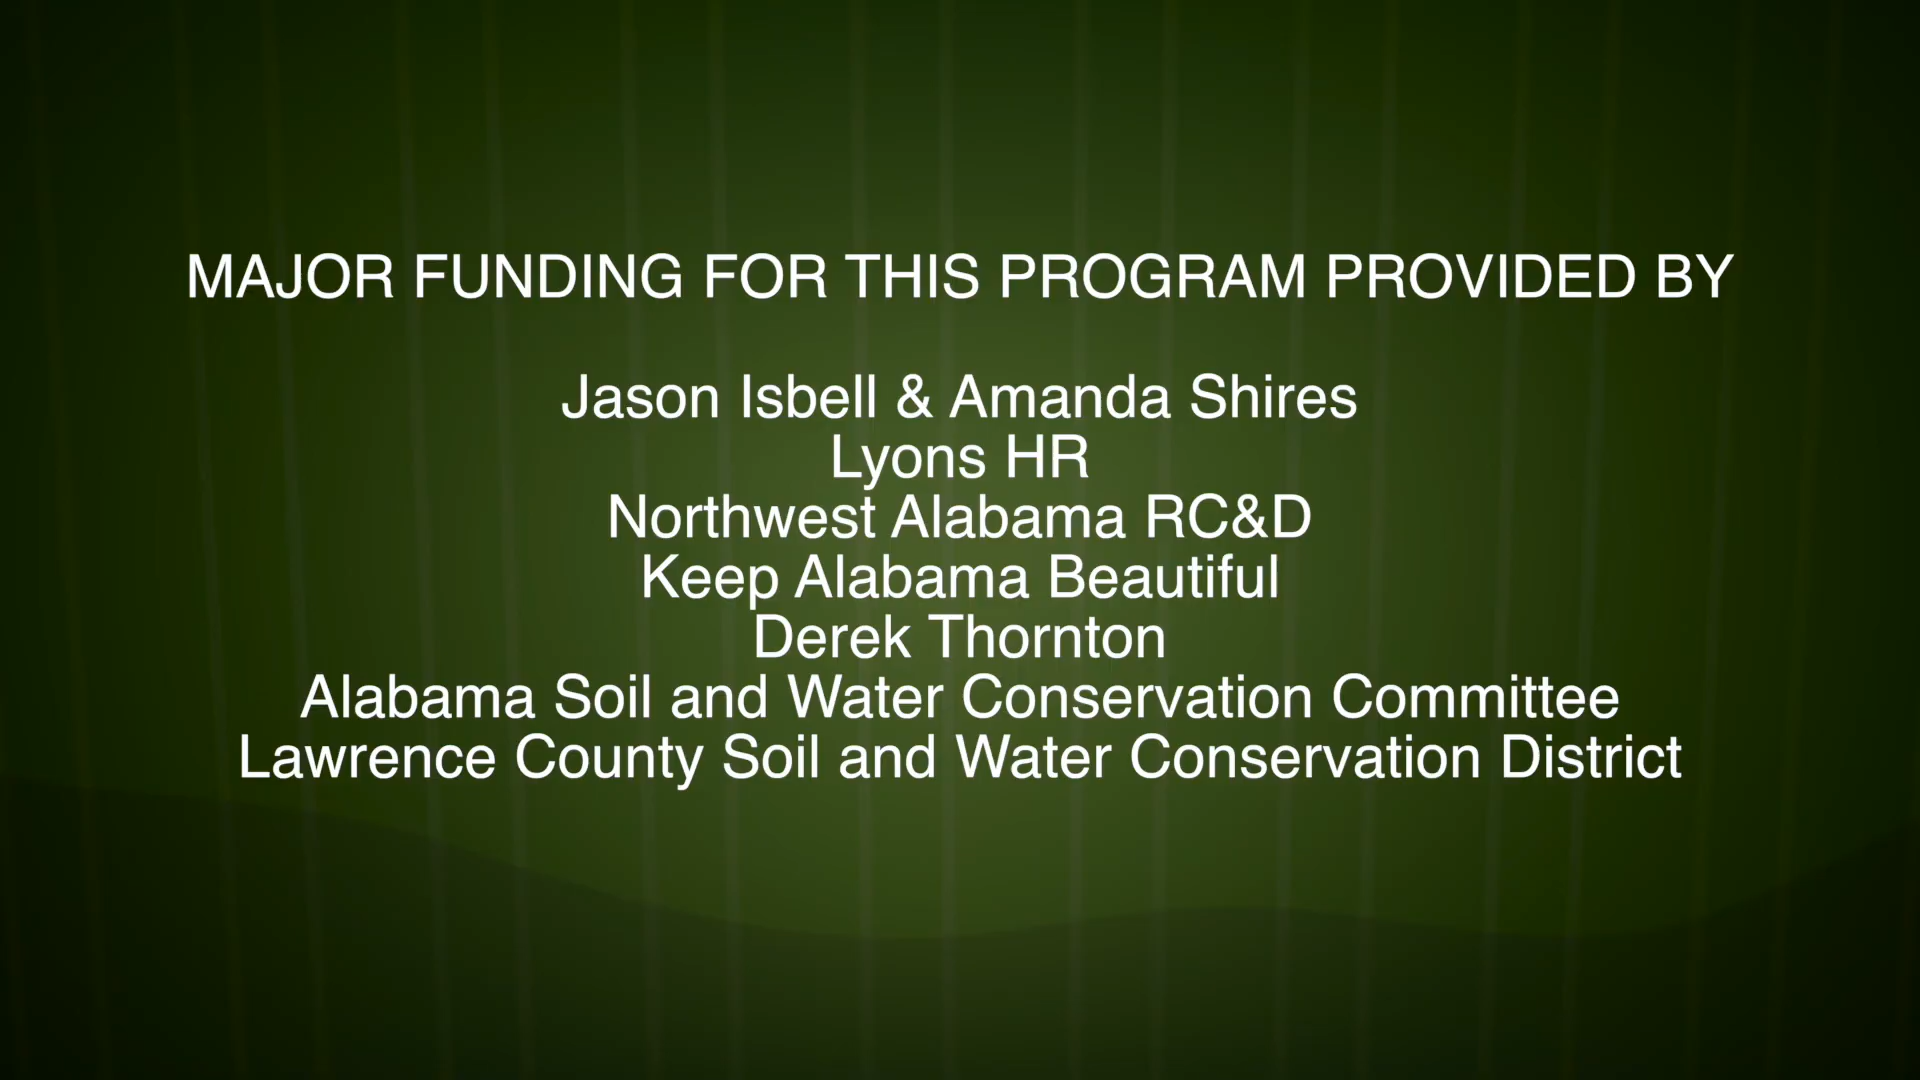 MAJOR FUNDING FOR THIS PROGRAM PROVIDED BY
Jason Isbell & Amanda Shires
Lyons HR
Northwest Alabama RC&D
Keep Alabama Beautiful
Derek Thornton
Alabama Soil and Water Conservation Committee
Lawrence County Soil and Water Conservation District